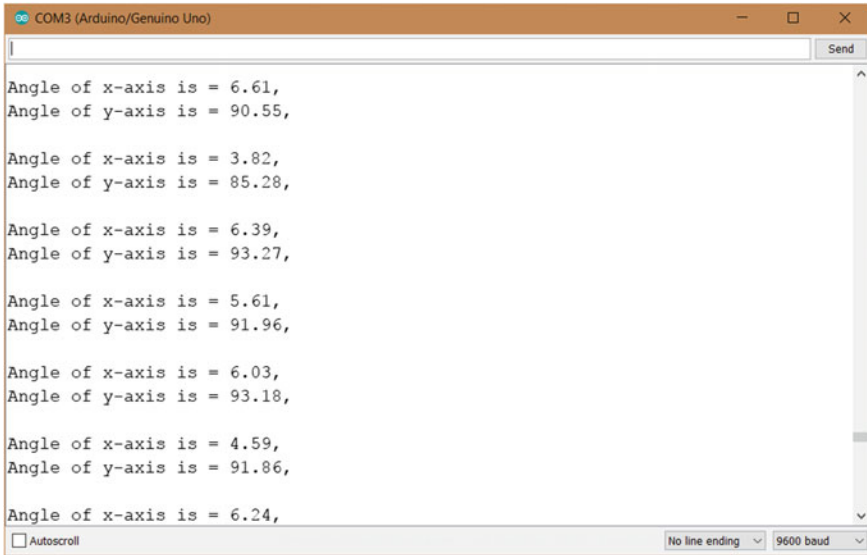 COM3 (Arduino/Genuino Uno)
Send
Angle of x-axis is = 6.61,
Angle of y-axis is = 90.55,
Angle of x-axis is = 3.82,
Angle of y-axis is = 85.28,
Angle of x-axis is = 6.39,
Angle of y-axis is = 93.27,
Angle of x-axis is = 5.61,
Angle of y-axis is = 91.96,
Angle of x-axis is = 6.03,
Angle of y-axis is = 93.18,
Angle of x-axis is = 4.59,
Angle of y-axis is = 91.86,
Angle of x-axis is = 6.24,
Autoscroll No line ending 9600 baud